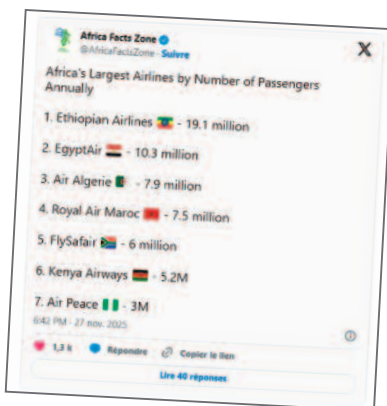 Africa Facts Zone
@AfricaFactsZone · Suivre
X
Africa's Largest Airlines by Number of Passengers
Annually
1. Ethiopian Airlines 🇪🇹 - 19.1 million
2. EgyptAir 🇪🇬 - 10.3 million
3. Air Algerie 🇩🇿 - 7.9 million
4. Royal Air Maroc 🇲🇦 - 7.5 million
5. FlySafair 🇿🇦 - 6 million
6. Kenya Airways 🇰🇪 - 5.2M
7. Air Peace 🇳🇬 - 3M
6:42 PM · 27 nov. 2025
1,3 k Répondre Copier le lien
Lire 40 réponses